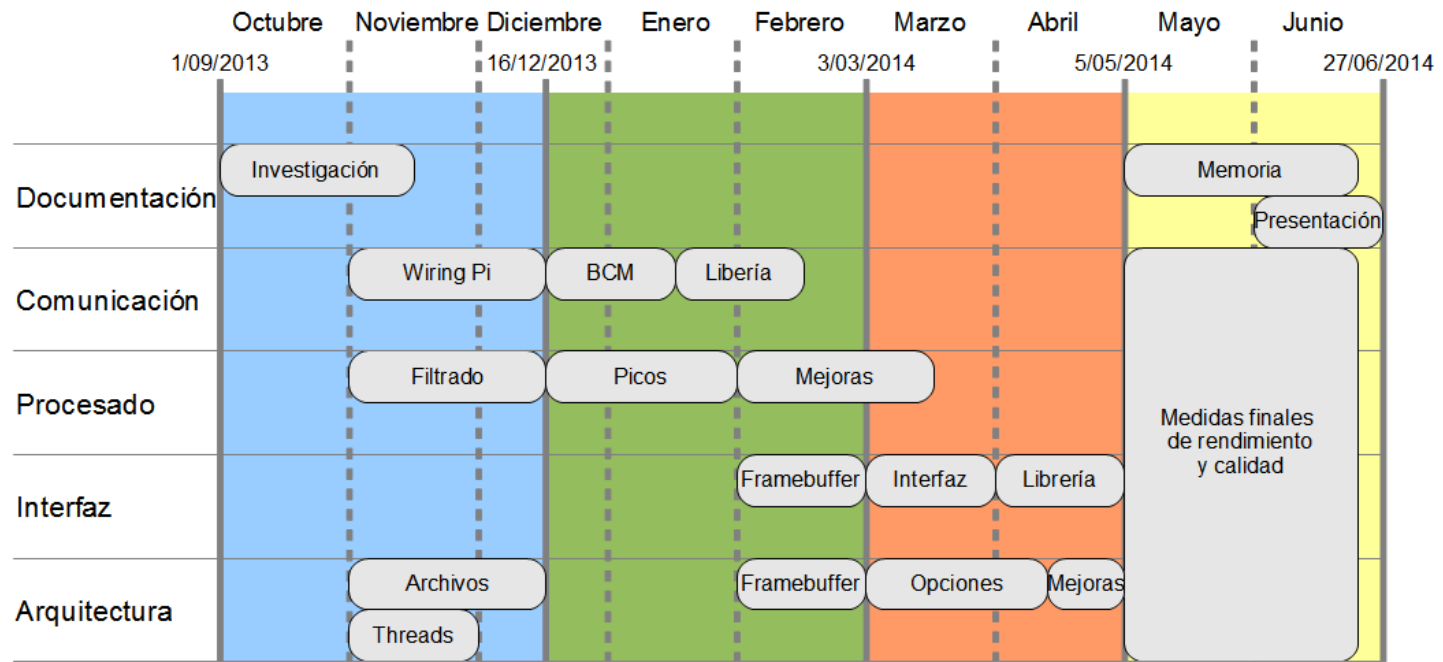 Octubre Noviembre Diciembre Enero Febrero Marzo Abril Mayo Junio
1/09/2013 16/12/2013 3/03/2014 5/05/2014 27/06/2014
Documentación
Investigación
Memoria
Presentación
Comunicación
Wiring Pi
BCM
Libería
Procesado
Filtrado
Picos
Mejoras
Interfaz
Framebuffer
Interfaz
Librería
Arquitectura
Archivos
Threads
Framebuffer
Opciones
Mejoras
Medidas finales
de rendimiento
y calidad